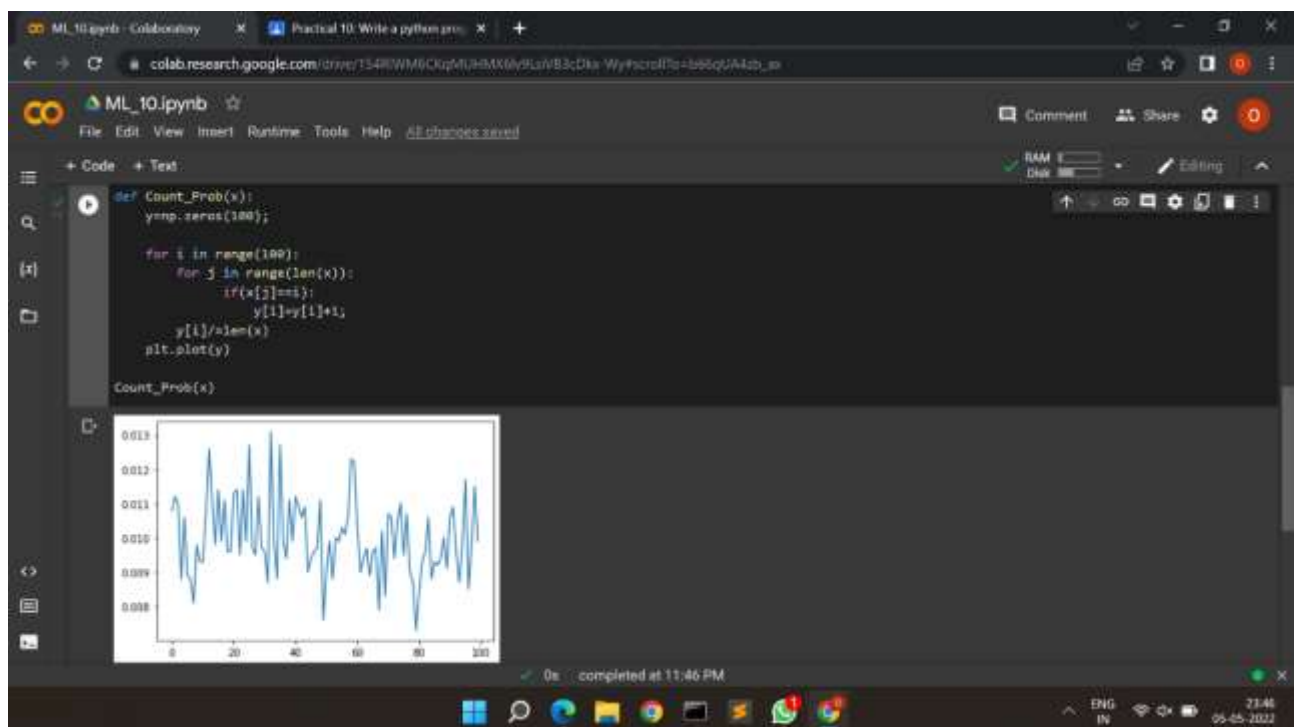 ML_10.ipynb - Colaboratory
Practical 10: Write a python prog
colab.research.google.com/drive/
ML_10.ipynb
Comment
Share
O
File Edit View Insert Runtime Tools Help All changes saved
+ Code + Text
RAM
Disk
Editing
def Count_Prob(x):
y=np.zeros(100);
for i in range(100):
for j in range(len(x)):
if(x[j]==i):
y[i]=y[i]+1;
y[i]/=len(x)
plt.plot(y)
Count_Prob(x)
0.013
0.012
0.011
0.010
0.009
0.008
0 20 40 60 80 100
0s completed at 11:46 PM
ENG
IN
23:46
05-05-2022